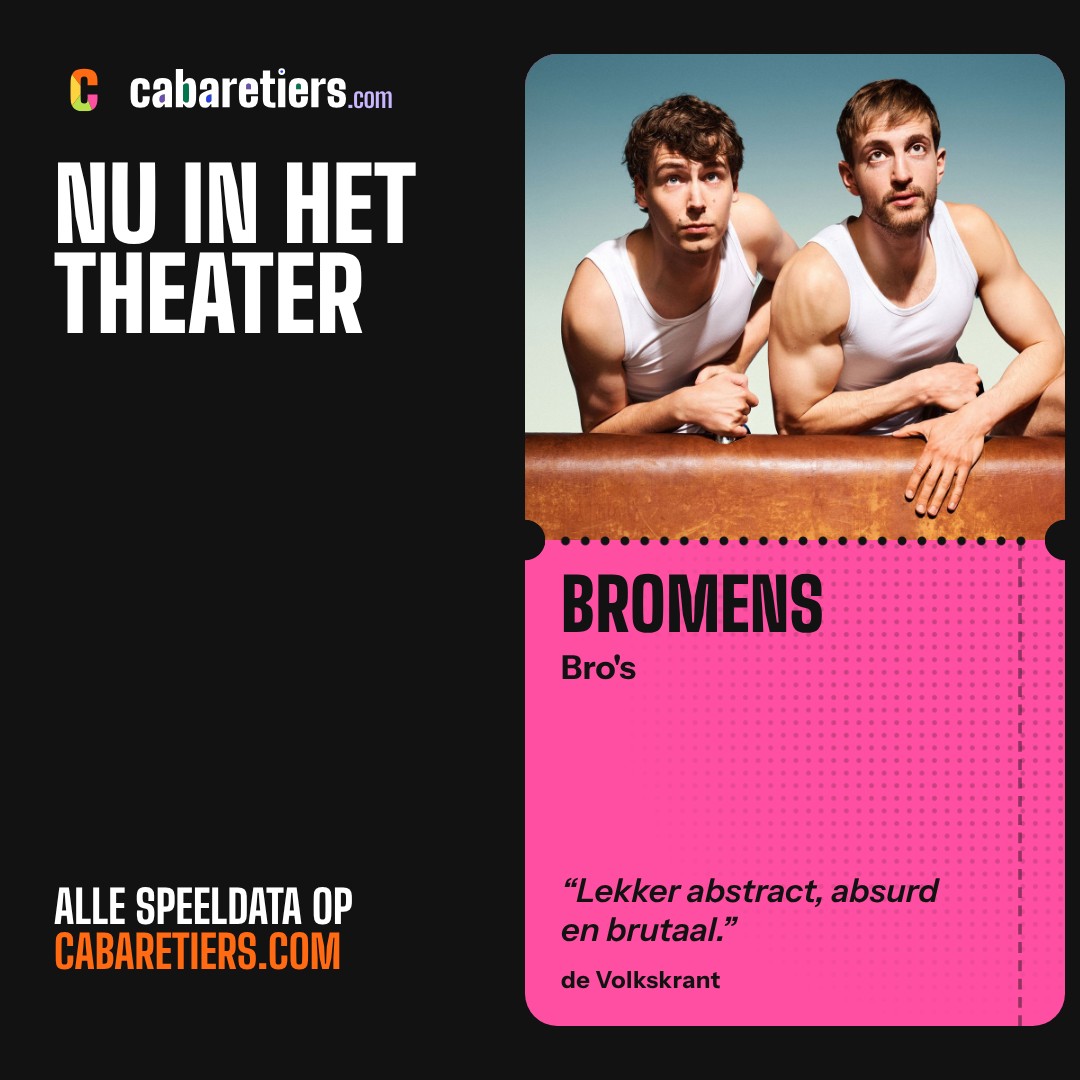 cabaretiers.com
NU IN HET
THEATER
BROMENS
Bro's
“Lekker abstract, absurd
en brutaal.”
de Volkskrant
ALLE SPEELDATA OP
CABARETIERS.COM